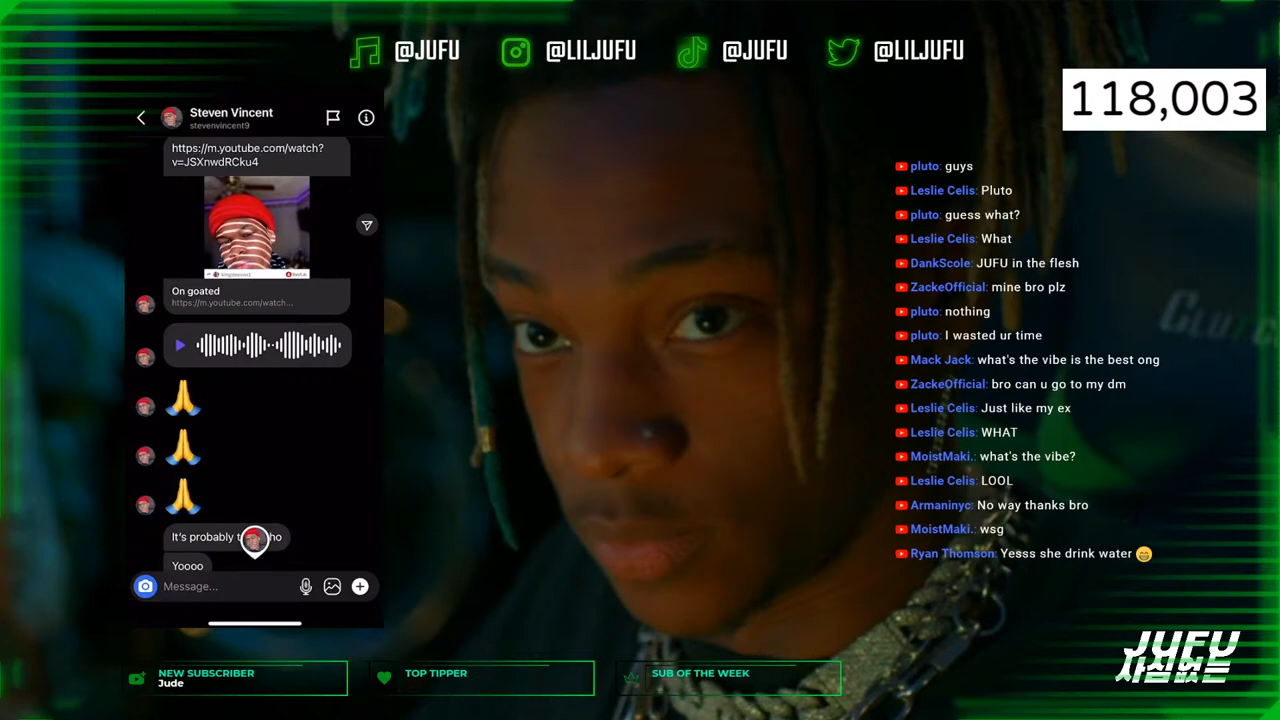 @JUFU
@LILJUFU
@JUFU
@LILJUFU
118,003
Steven Vincent
stevenvincent9
https://m.youtube.com/watch?
v=JSXnwdRCku4
On goated
https://m.youtube.com/watch...
🙏
🙏
🙏
It's probably ho
Yoooo
Message...
pluto: guys
Leslie Celis: Pluto
pluto: guess what?
Leslie Celis: What
DankScole: JUFU in the flesh
ZackeOfficial: mine bro plz
pluto: nothing
pluto: I wasted ur time
Mack Jack: what's the vibe is the best ong
ZackeOfficial: bro can u go to my dm
Leslie Celis: Just like my ex
Leslie Celis: WHAT
MoistMaki.: what's the vibe?
Leslie Celis: LOOL
Armaninyc: No way thanks bro
MoistMaki.: wsg
Ryan Thomson: Yesss she drink water 😁
NEW SUBSCRIBER
Jude
TOP TIPPER
SUB OF THE WEEK
JUFU